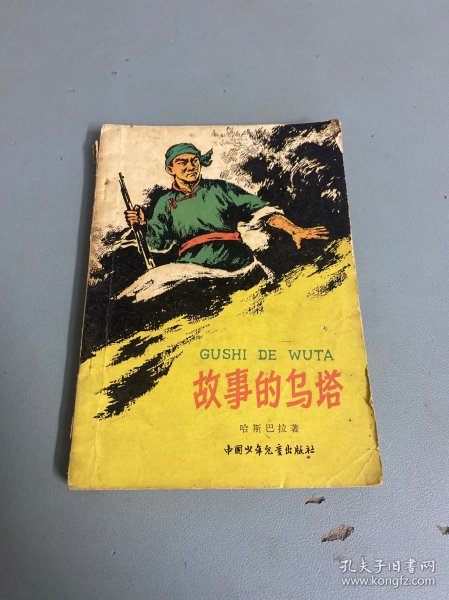 GUSHI DE WUTA
故事的乌塔
哈斯巴拉著
中国少年儿童出版社
孔夫子旧书网
www.kongfz.com